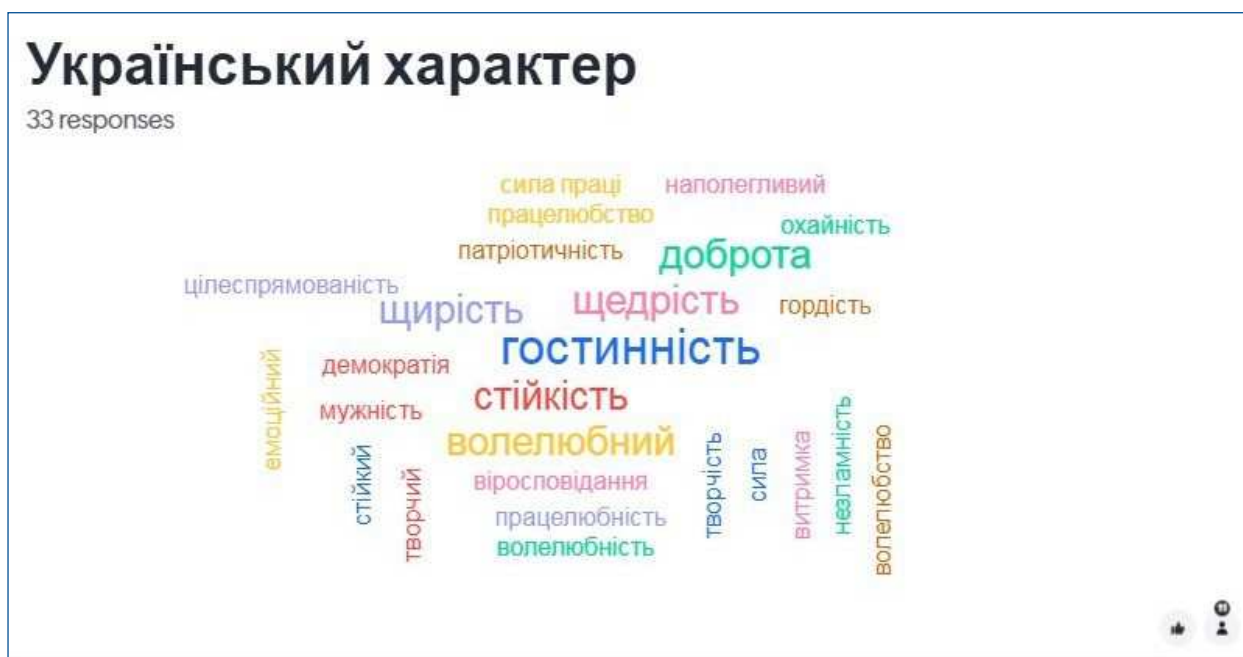 Український характер
33 responses
сила праці
наполегливий
працелюбство
охайність
патріотичність
доброта
цілеспрямованість
щирість
щедрість
гордість
гостинність
емоційний
демократія
стійкість
мужність
волелюбний
стійкий
творчий
віросповідання
працелюбність
волелюбність
творчість
сила
витримка
незламність
волелюбство